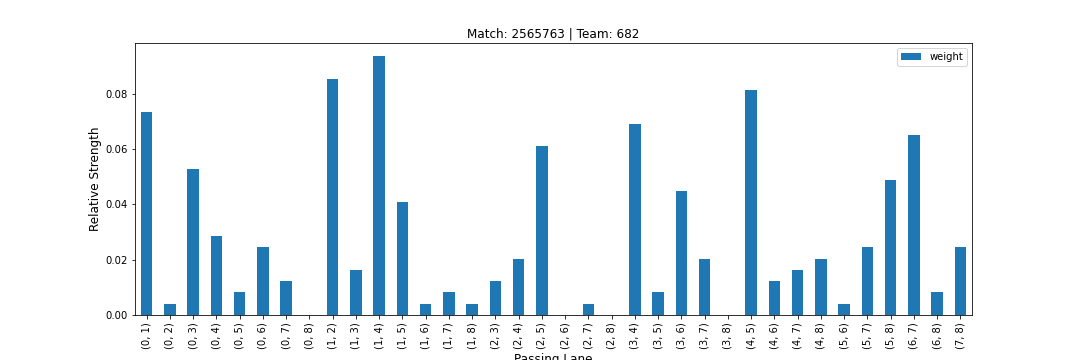 Match: 2565763 | Team: 682
weight
Relative Strength
0.08
0.06
0.04
0.02
0.00
(0, 1) (0, 2) (0, 3) (0, 4) (0, 5) (0, 6) (0, 7) (0, 8) (1, 2) (1, 3) (1, 4) (1, 5) (1, 6) (1, 7) (1, 8) (2, 3) (2, 4) (2, 5) (2, 6) (2, 7) (2, 8) (3, 4) (3, 5) (3, 6) (3, 7) (3, 8) (4, 5) (4, 6) (4, 7) (4, 8) (5, 6) (5, 7) (5, 8) (6, 7) (6, 8) (7, 8)
Passing Lane